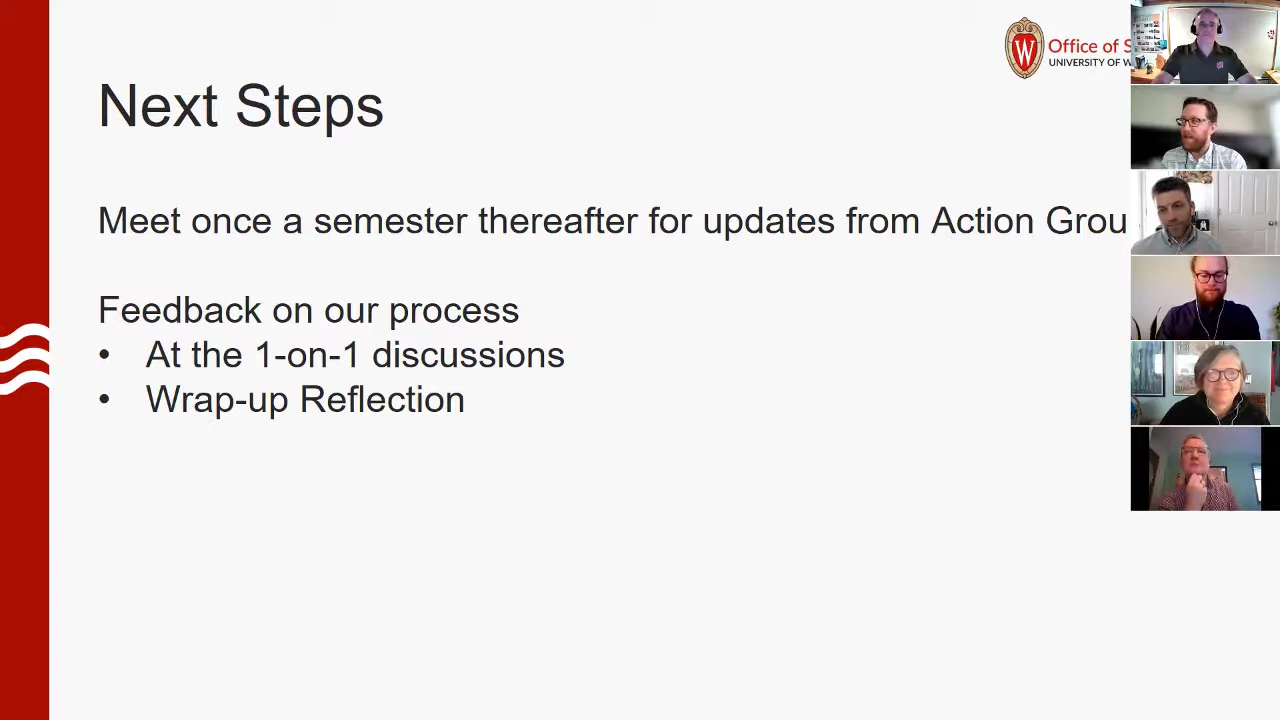 W
Office of S
UNIVERSITY OF W
Next Steps
Meet once a semester thereafter for updates from Action Grou
Feedback on our process
• At the 1-on-1 discussions
• Wrap-up Reflection